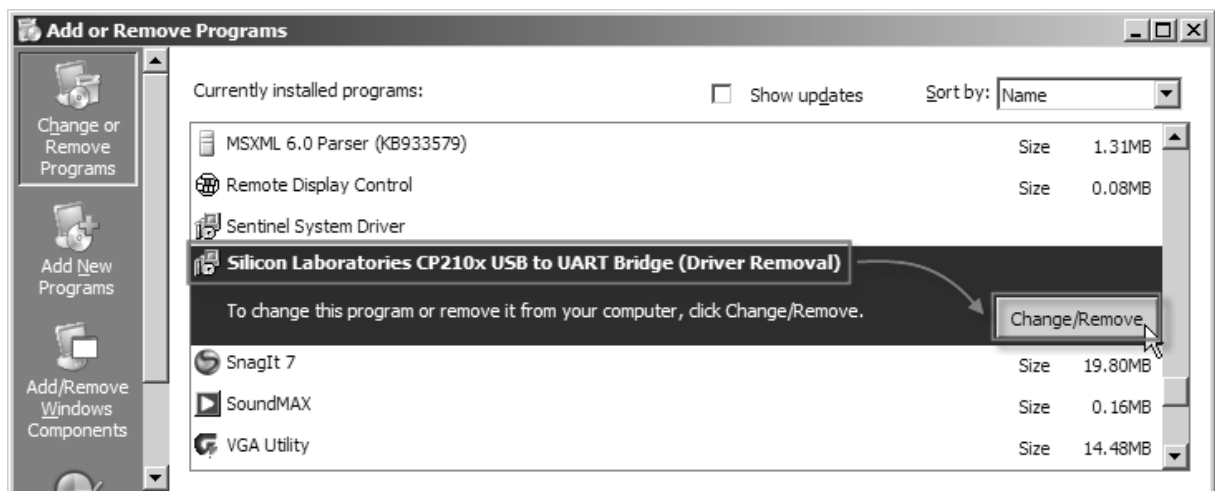 Add or Remove Programs
Change or
Remove
Programs
Add New
Programs
Add/Remove
Windows
Components
Currently installed programs:
Show updates
Sort by: Name
MSXML 6.0 Parser (KB933579) Size 1.31MB
Remote Display Control Size 0.08MB
Sentinel System Driver
Silicon Laboratories CP210x USB to UART Bridge (Driver Removal)
To change this program or remove it from your computer, click Change/Remove.
Change/Remove
SnagIt 7 Size 19.80MB
SoundMAX Size 0.16MB
VGA Utility Size 14.48MB